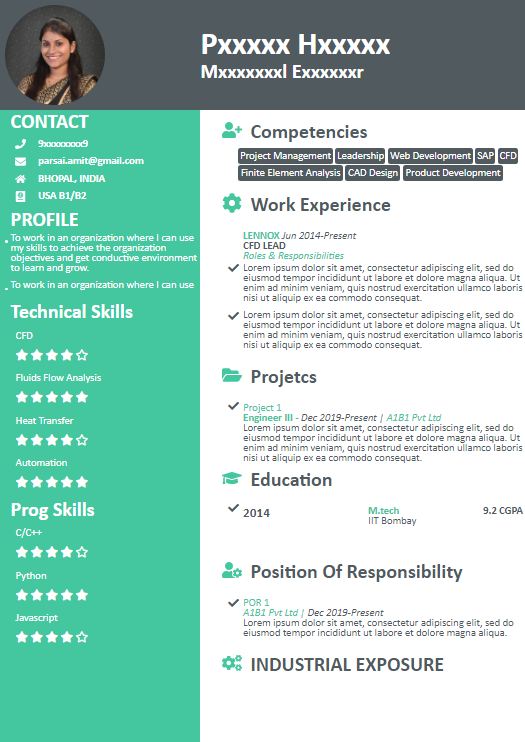 Pxxxxx Hxxxxx
Mxxxxxxxl Exxxxxxr
CONTACT
9xxxxxxxxx9
parsai.amit@gmail.com
BHOPAL, INDIA
USA B1/B2
PROFILE
To work in an organization where I can use
my skills to achieve the organization
objectives and get conductive environment
to learn and grow.
To work in an organization where I can use
Technical Skills
CFD
Fluids Flow Analysis
Heat Transfer
Automation
Prog Skills
C/C++
Python
Javascript
Competencies
Project Management Leadership Web Development SAP CFD
Finite Element Analysis CAD Design Product Development
Work Experience
LENNOX Jun 2014-Present
CFD LEAD
Roles & Responsibilities
Lorem ipsum dolor sit amet, consectetur adipiscing elit, sed do
eiusmod tempor incididunt ut labore et dolore magna aliqua. Ut
enim ad minim veniam, quis nostrud exercitation ullamco laboris
nisi ut aliquip ex ea commodo consequat.
Lorem ipsum dolor sit amet, consectetur adipiscing elit, sed do
eiusmod tempor incididunt ut labore et dolore magna aliqua. Ut
enim ad minim veniam, quis nostrud exercitation ullamco laboris
nisi ut aliquip ex ea commodo consequat.
Projetcs
Project 1
Engineer III - Dec 2019-Present | A1B1 Pvt Ltd
Lorem ipsum dolor sit amet, consectetur adipiscing elit, sed do
eiusmod tempor incididunt ut labore et dolore magna aliqua. Ut
enim ad minim veniam, quis nostrud exercitation ullamco laboris
nisi ut aliquip ex ea commodo consequat.
Education
2014 M.tech 9.2 CGPA
IIT Bombay
Position Of Responsibility
POR 1
A1B1 Pvt Ltd | Dec 2019-Present
Lorem ipsum dolor sit amet, consectetur adipiscing elit, sed do
eiusmod tempor incididunt ut labore et dolore magna aliqua.
INDUSTRIAL EXPOSURE